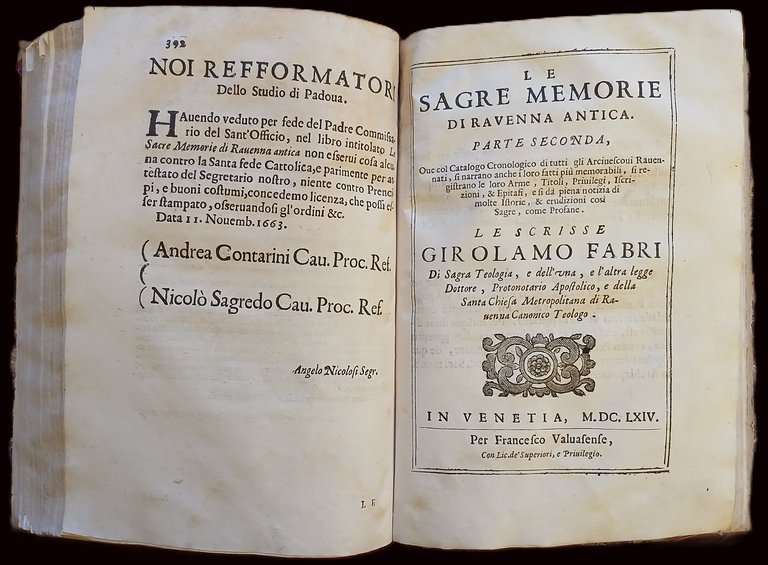 392
NOI REFFORMATORI
Dello Studio di Padoua.
HAuendo veduto per fede del Padre Commissa-
rio del Sant'Officio, nel libro intitolato Le
Sacre Memorie di Rauenna antica non esserui cosa alcu-
na contro la Santa fede Cattolica, e parimente per at-
testato del Segretario nostro, niente contro Prenci-
pi, e buoni costumi, concedemo licenza, che possi es-
ser stampato, osseruandosi gl'ordini &c.
Data 11. Nouemb. 1663.
( Andrea Contarini Cau. Proc. Ref.
(
( Nicolò Sagredo Cau. Proc. Ref.
Angelo Nicolosi Segr.
L E
L E
SAGRE MEMORIE
DI RAVENNA ANTICA.
PARTE SECONDA,
Oue col Catalogo Cronologico di tutti gli Arciuescoui Rauen-
nati, si narrano anche i loro fatti più memorabili, si re-
gistrano le loro Arme, Titoli, Priuilegi, Iscri-
zioni, & Epitafi, e si dà piena notizia di
molte Istorie, & erudizioni così
Sagre, come Profane.
LE SCRISSE
GIROLAMO FABRI
Di Sagra Teologia, e dell'vna, e l'altra legge
Dottore, Protonotario Apostolico, e della
Santa Chiesa Metropolitana di Ra-
uenna Canonico Teologo.
IN VENETIA, M.DC.LXIV.
Per Francesco Valuasense,
Con Lic. de' Superiori, e Priuilegio.